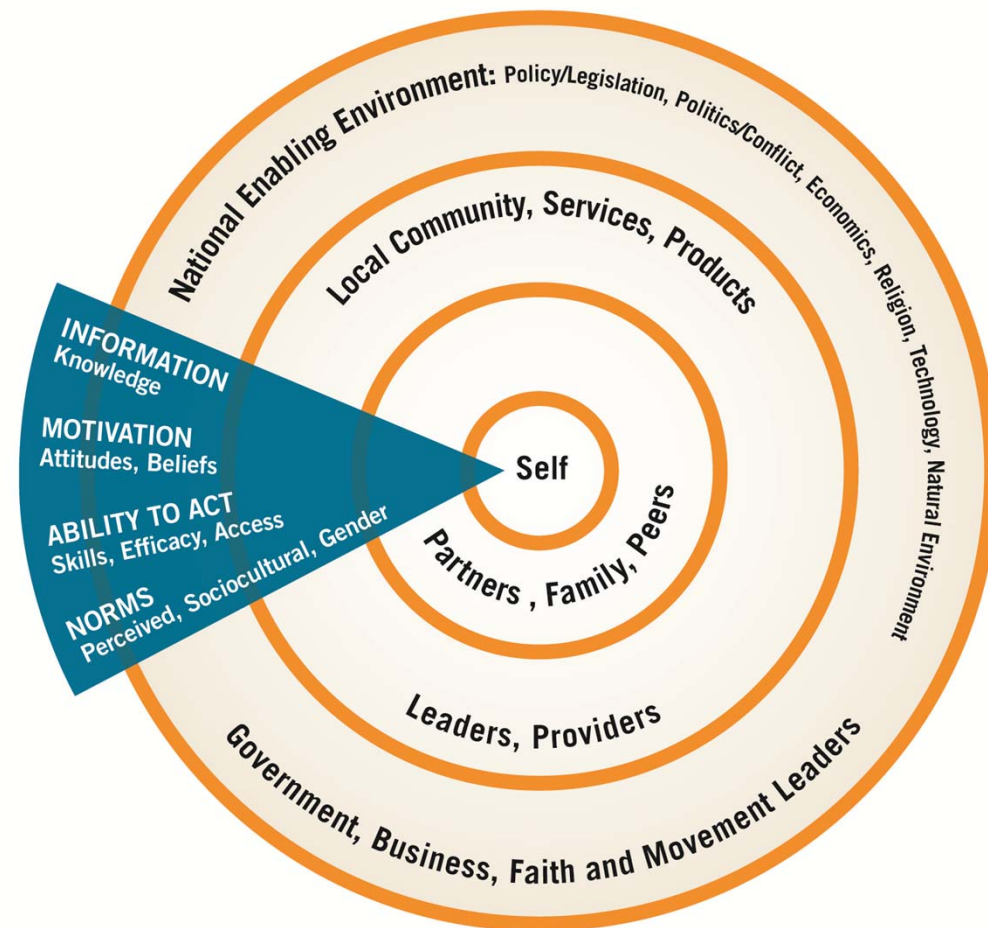 National Enabling Environment: Policy/Legislation, Politics/Conflict, Economics, Religion, Technology, Natural Environment
Local Community, Services, Products
INFORMATION
Knowledge
MOTIVATION
Attitudes, Beliefs
ABILITY TO ACT
Skills, Efficacy, Access
NORMS
Perceived, Sociocultural, Gender
Self
Partners , Family, Peers
Leaders, Providers
Government, Business, Faith and Movement Leaders